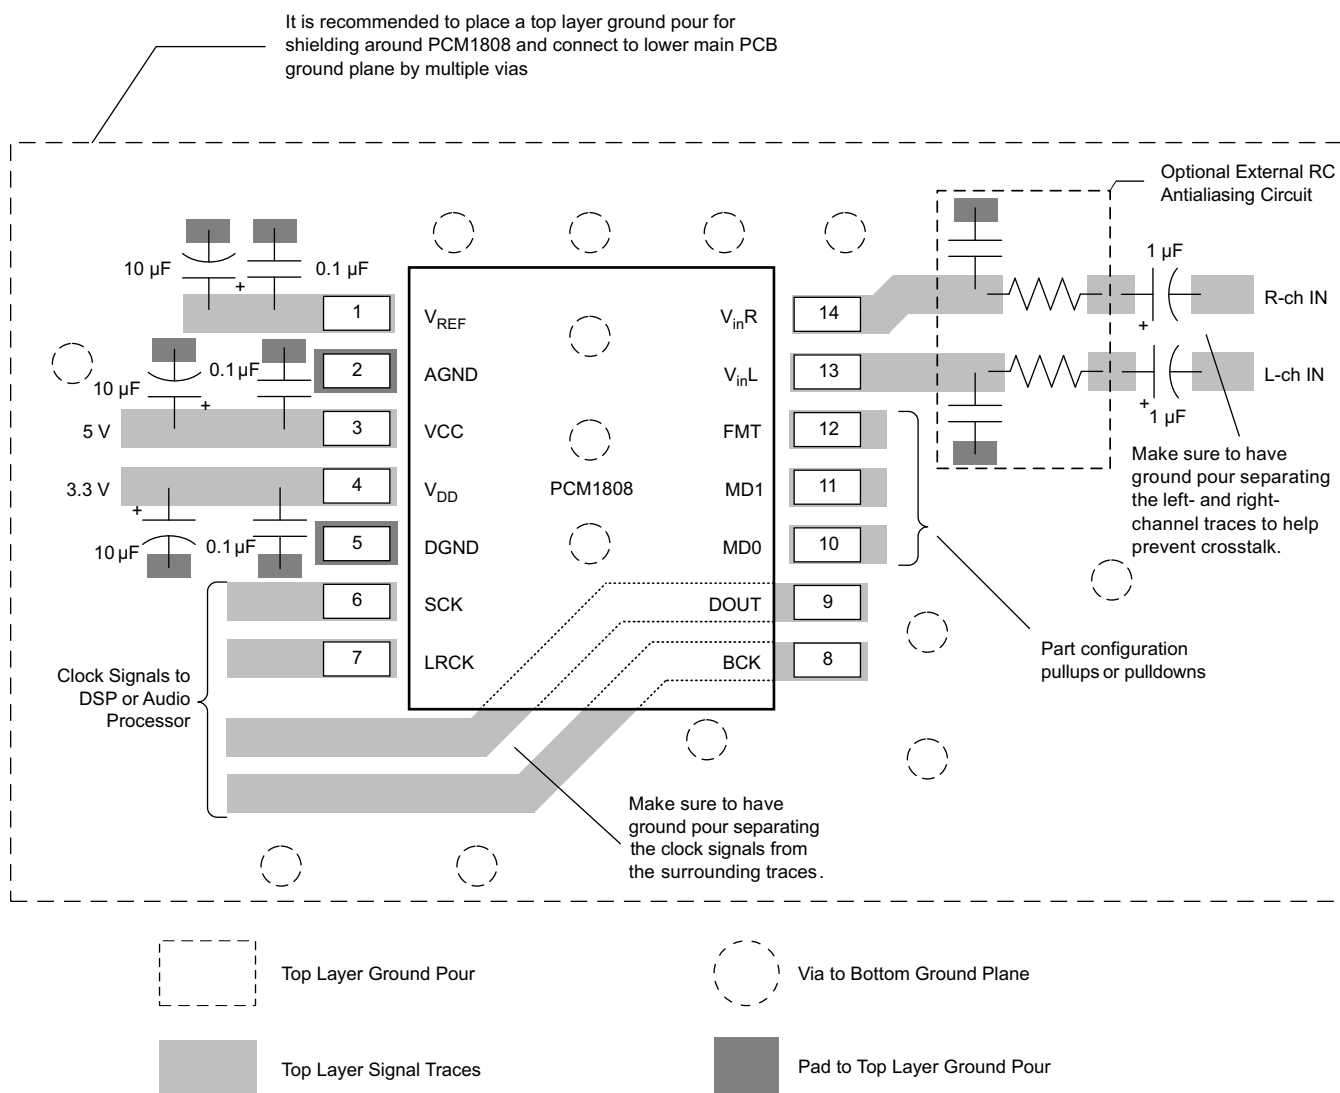 It is recommended to place a top layer ground pour for
shielding around PCM1808 and connect to lower main PCB
ground plane by multiple vias
Optional External RC
Antialiasing Circuit
10 µF
+
0.1 µF
1 µF
+
R-ch IN
1
VREF
VinR
14
2
AGND
VinL
13
L-ch IN
+
1 µF
10 µF
+
0.1 µF
5 V
3
VCC
FMT
12
3.3 V
4
VDD
PCM1808
MD1
11
+
10 µF
0.1 µF
5
DGND
MD0
10
6
SCK
DOUT
9
7
LRCK
BCK
8
Make sure to have
ground pour separating
the left- and right-
channel traces to help
prevent crosstalk.
Part configuration
pullups or pulldowns
Clock Signals to
DSP or Audio
Processor
Make sure to have
ground pour separating
the clock signals from
the surrounding traces.
Top Layer Ground Pour
Via to Bottom Ground Plane
Top Layer Signal Traces
Pad to Top Layer Ground Pour